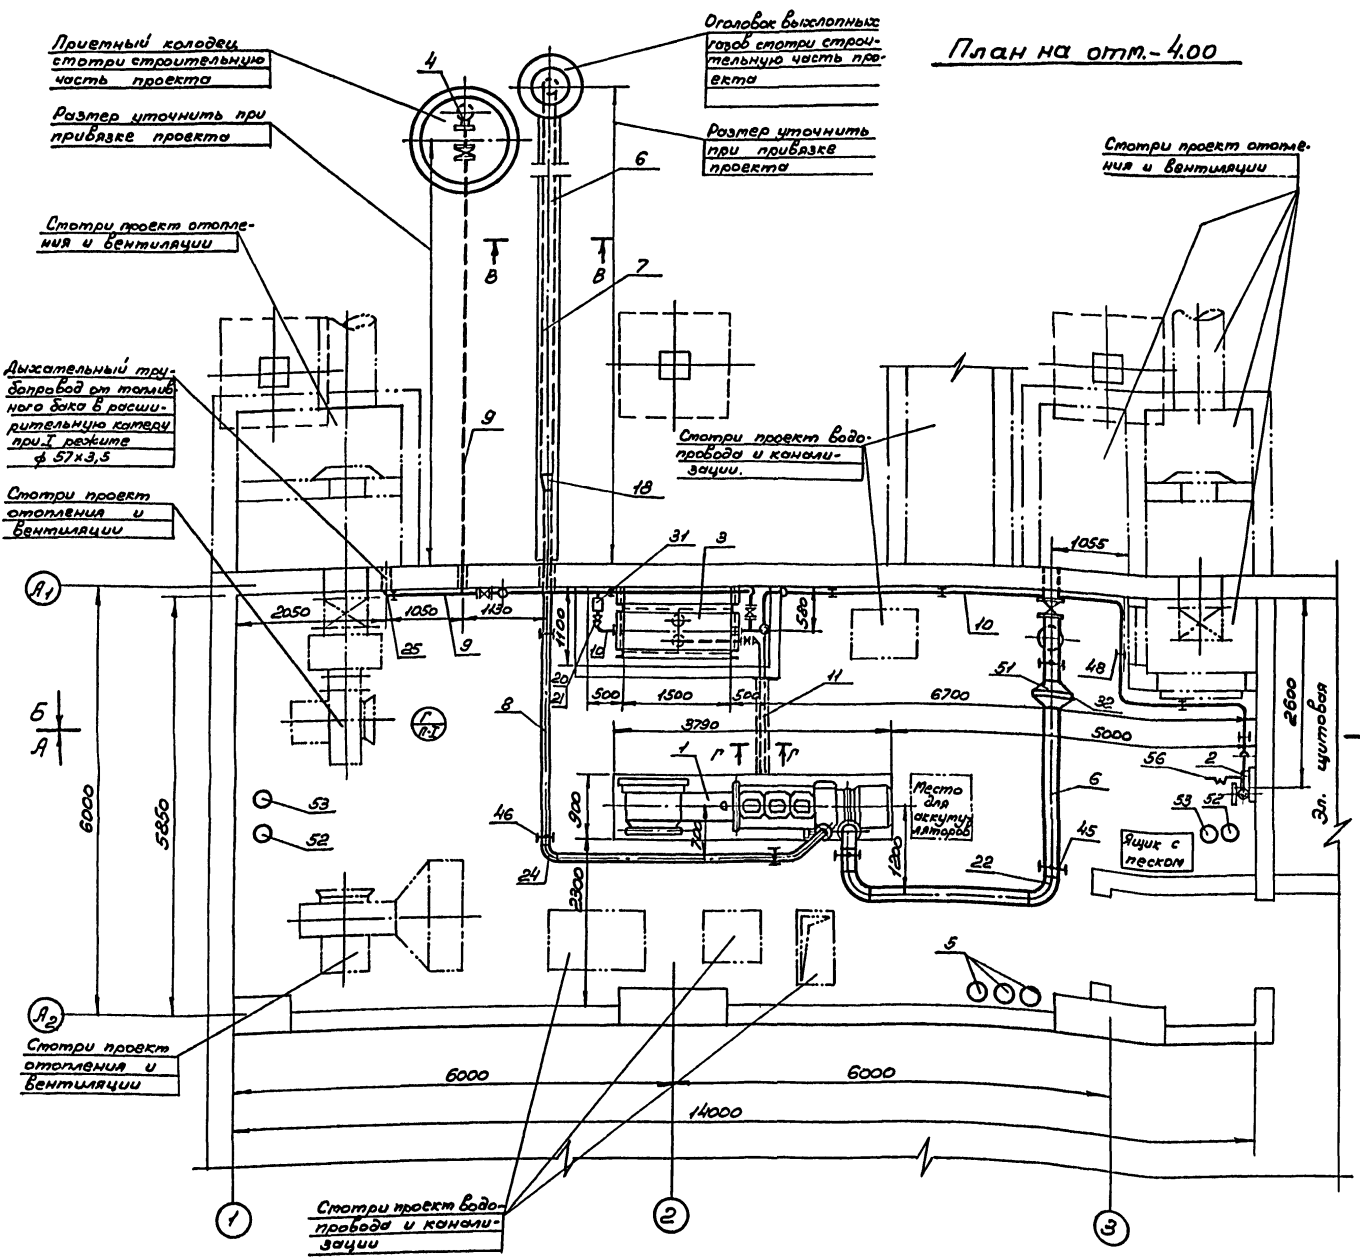 План на отм.-4.00
Приемный колодец
смотри строительную
часть проекта
Размер уточнить при
привязке проекта
4
Оголовок выхлопных
газов смотри строи-
тельную часть про-
екта
Размер уточнить
при привязке
проекта
Смотри проект отопле-
ния и вентиляции
Смотри проект отопле-
ния и вентиляции
6
В
В
7
Дыхательный тру-
бопровод от топлив-
ного бака в расши-
рительную камеру
при I режиме
ф 57х3,5
Смотри проект
отопления и
вентиляции
9
Смотри проект водо-
провода и канали-
зации.
18
31
3
1055
А1
2050
1050
1130
1100
580
25
9
10
10
20
21
500
1500
500
11
6700
51
32
48
2600
Б
А
8
Г
п-I
3790
5000
1
Г
Г
56
2
Эл. щитовая
6000
5850
53
52
46
900
700
Место
для
аккуму-
ляторов
6
53
52
45
Ящик с
песком
24
2300
1200
22
5
А2
Смотри проект
отопления и
вентиляции
6000
6000
14000
Смотри проект водо-
провода и канали-
зации
1
2
3